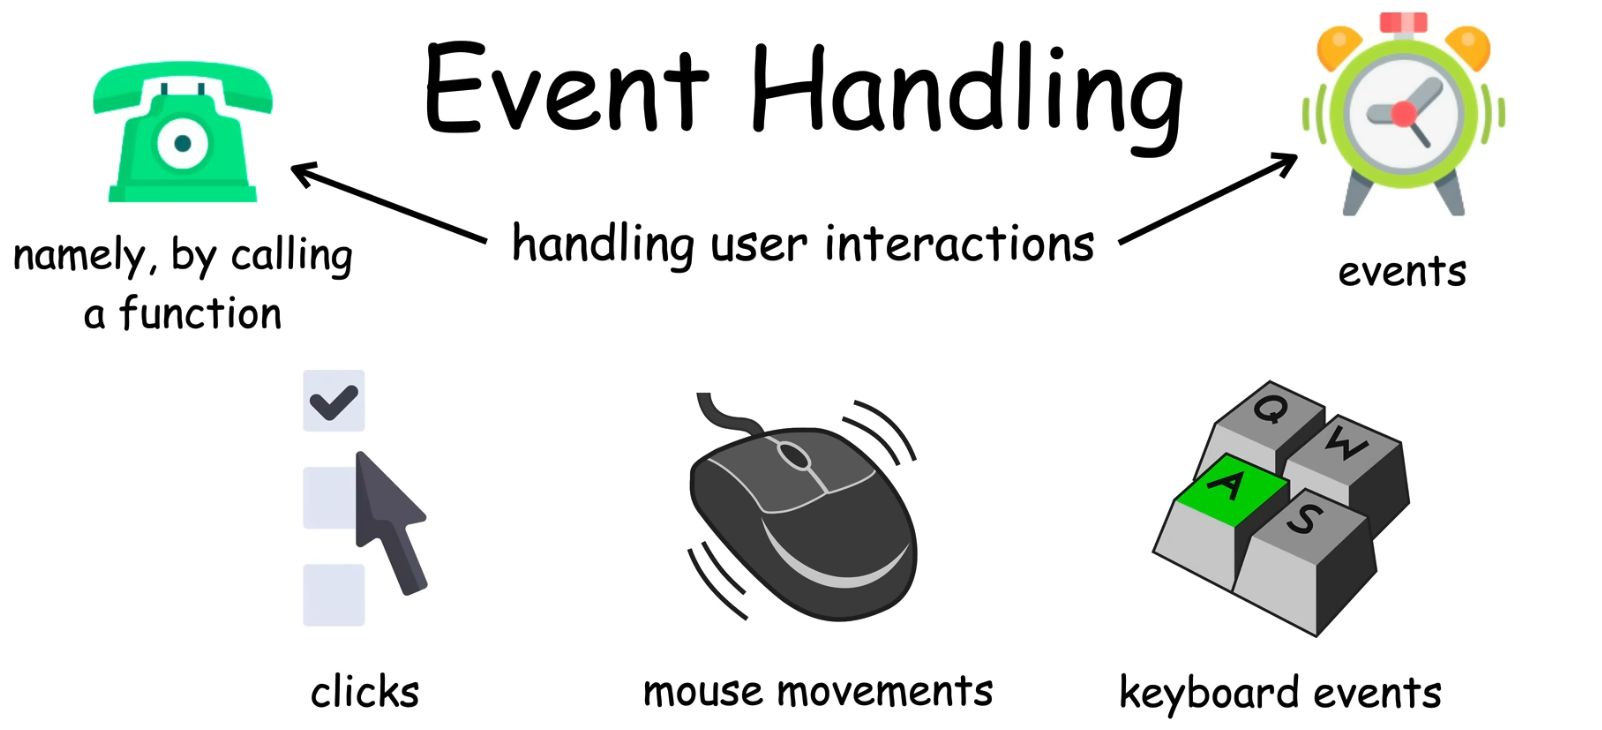 Event Handling
handling user interactions
namely, by calling
a function
events
Q
W
A
S
clicks
mouse movements
keyboard events